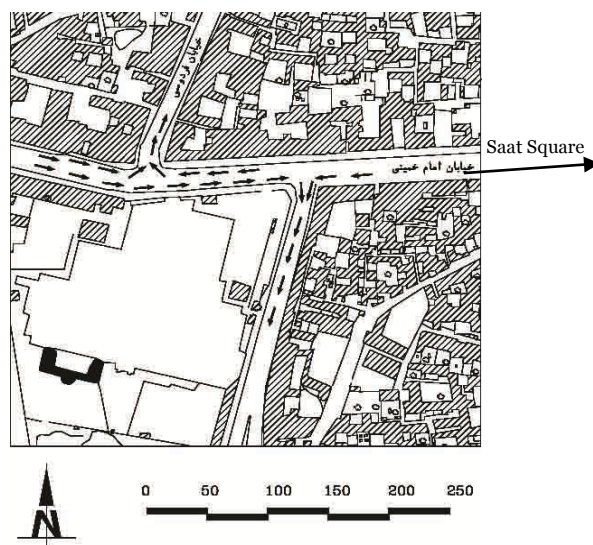 خیابان فردوسی
Saat Square
خیابان امام خمینی
N
0 50 100 150 200 250